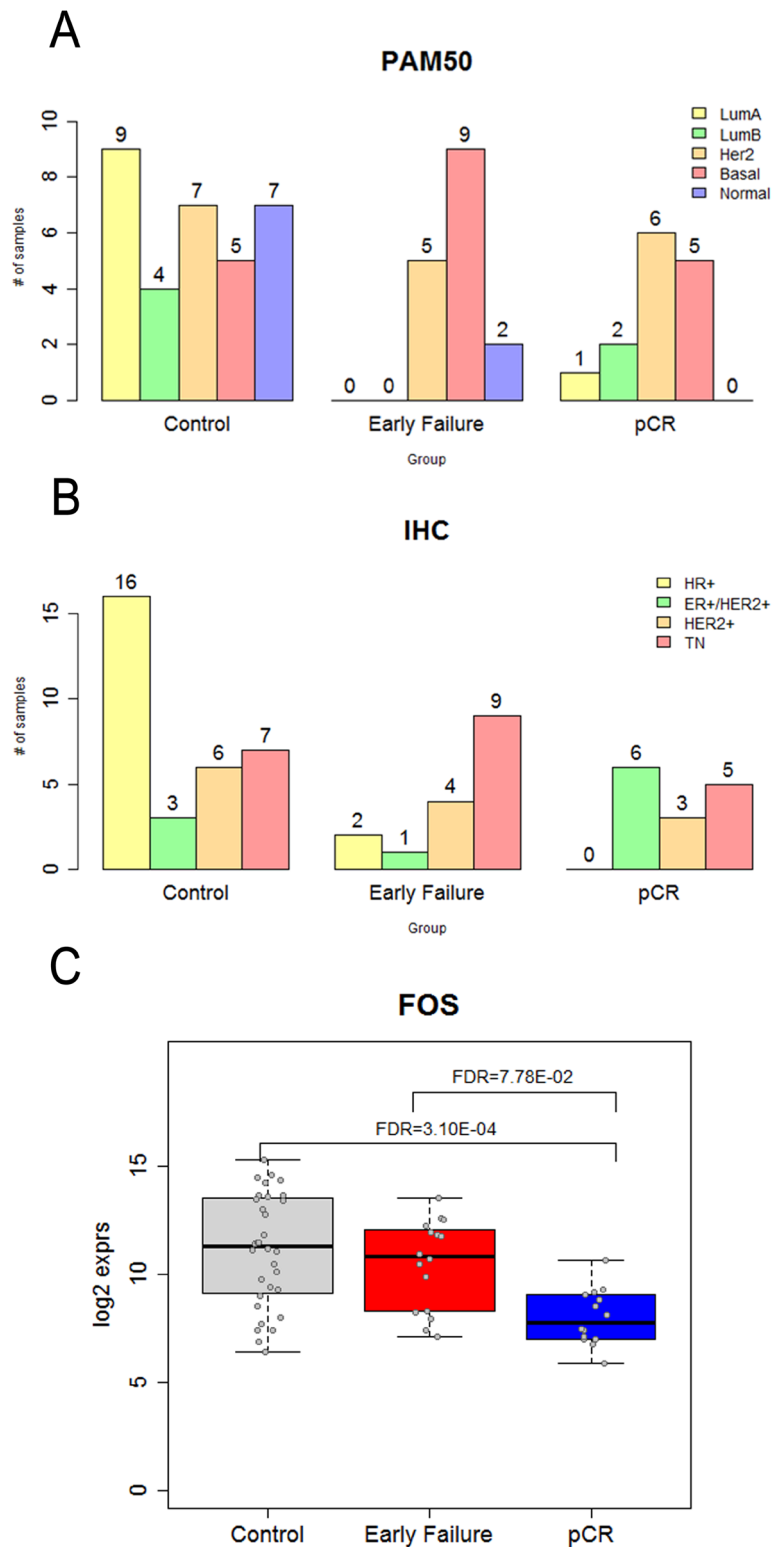 A
PAM50
# of samples
0
2
4
6
8
10
9
4
7
5
7
0
0
5
9
2
1
2
6
5
0
LumA
LumB
Her2
Basal
Normal
Control
Early Failure
pCR
Group
B
IHC
# of samples
0
5
10
15
16
3
6
7
2
1
4
9
0
6
3
5
HR+
ER+/HER2+
HER2+
TN
Control
Early Failure
pCR
Group
C
FOS
FDR=7.78E-02
FDR=3.10E-04
log2 exprs
15
10
5
0
Control
Early Failure
pCR